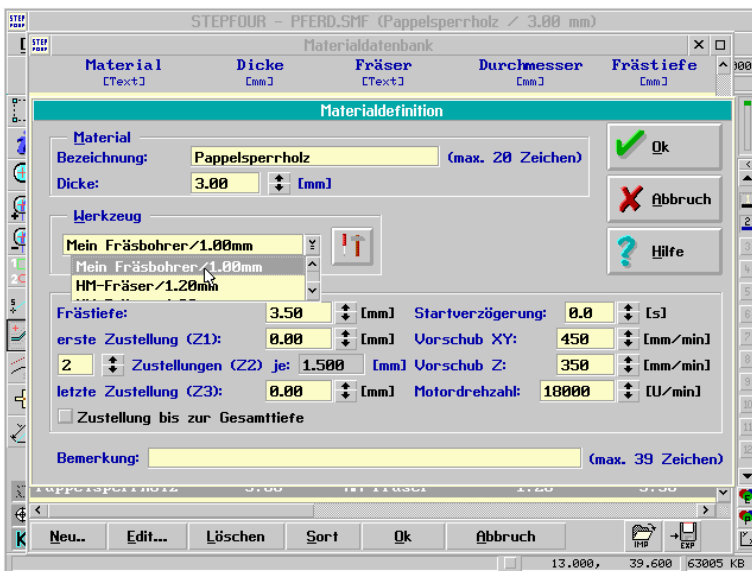 STEP FOUR STEPFOUR - PFERD.SMF (Pappelsperrholz / 3.00 mm)
STEP FOUR Materialdatenbank
Material Dicke Fräser Durchmesser Frästiefe
[Text] [mm] [Text] [mm] [mm]
Materialdefinition
Material
Bezeichnung: Pappelsperrholz (max. 20 Zeichen)
Dicke: 3.00 [mm]
Ok
Abbruch
Hilfe
Werkzeug
Mein Fräsbohrer/1.00mm
Mein Fräsbohrer/1.00mm
HM-Fräser/1.20mm
Frästiefe: 3.50 [mm] Startverzögerung: 0.0 [s]
erste Zustellung (Z1): 0.00 [mm] Vorschub XY: 450 [mm/min]
2 Zustellungen (Z2) je: 1.500 [mm] Vorschub Z: 350 [mm/min]
letzte Zustellung (Z3): 0.00 [mm] Motordrehzahl: 18000 [U/min]
Zustellung bis zur Gesamttiefe
Bemerkung: (max. 39 Zeichen)
Neu.. Edit... Löschen Sort Ok Abbruch IMP EXP
13.000, 39.600 63005 KB